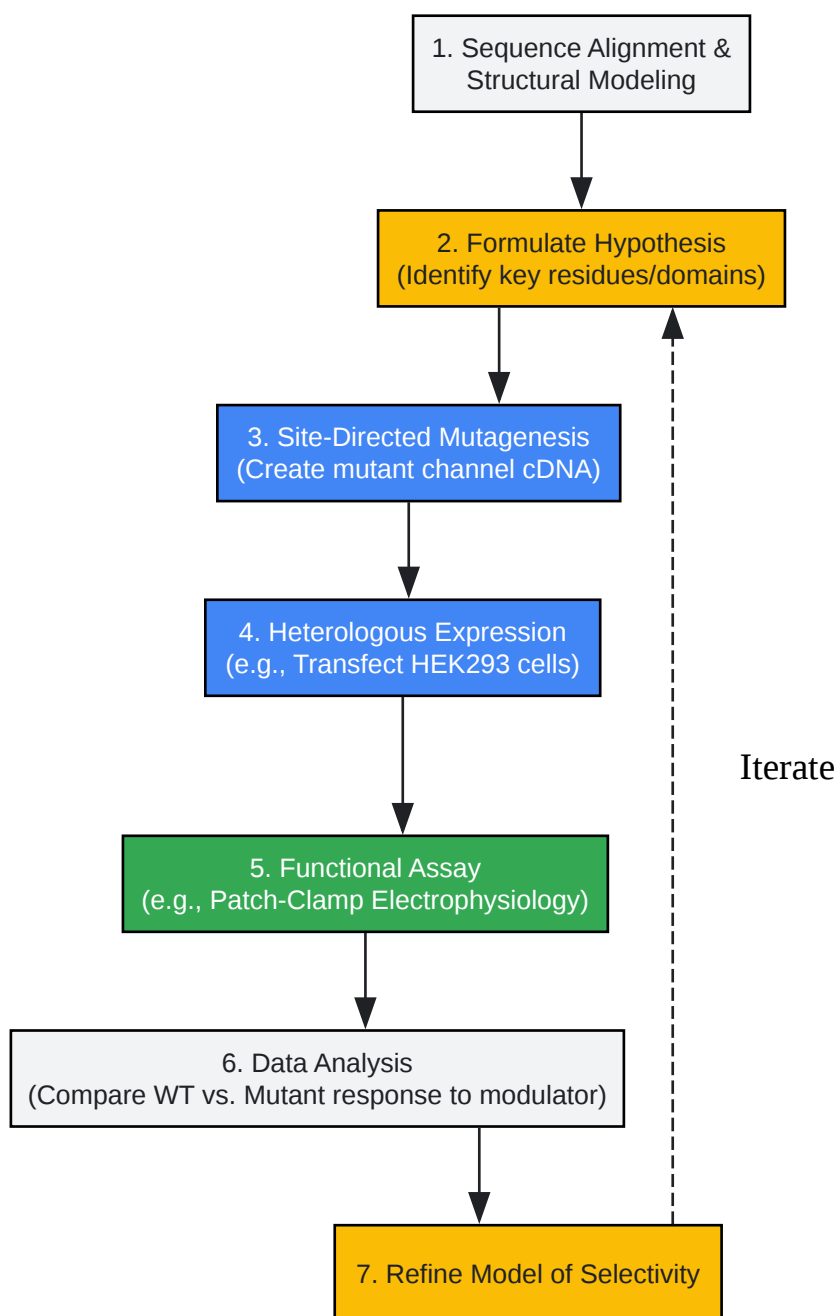 1. Sequence Alignment &
Structural Modeling
2. Formulate Hypothesis
(Identify key residues/domains)
3. Site-Directed Mutagenesis
(Create mutant channel cDNA)
4. Heterologous Expression
(e.g., Transfect HEK293 cells)
Iterate
5. Functional Assay
(e.g., Patch-Clamp Electrophysiology)
6. Data Analysis
(Compare WT vs. Mutant response to modulator)
7. Refine Model of Selectivity